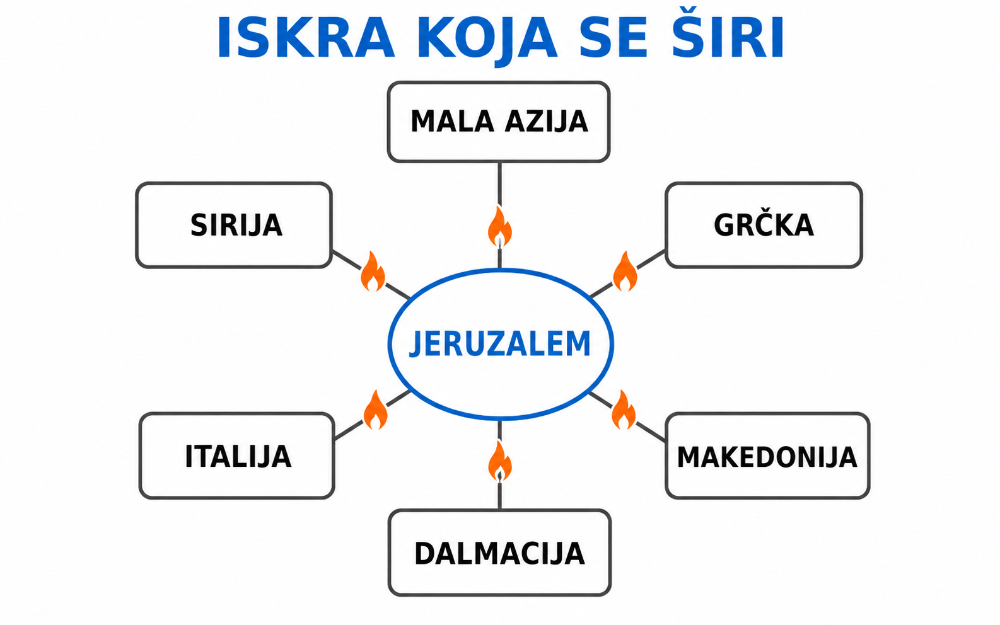 ISKRA KOJA SE ŠIRI
MALA AZIJA
SIRIJA
GRČKA
JERUZALEM
ITALIJA
MAKEDONIJA
DALMACIJA